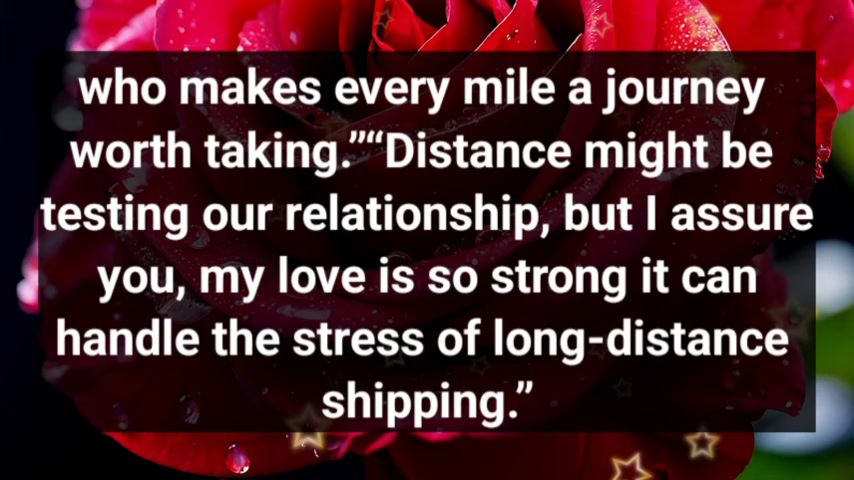 who makes every mile a journey
worth taking.”“Distance might be
testing our relationship, but I assure
you, my love is so strong it can
handle the stress of long-distance
shipping.”